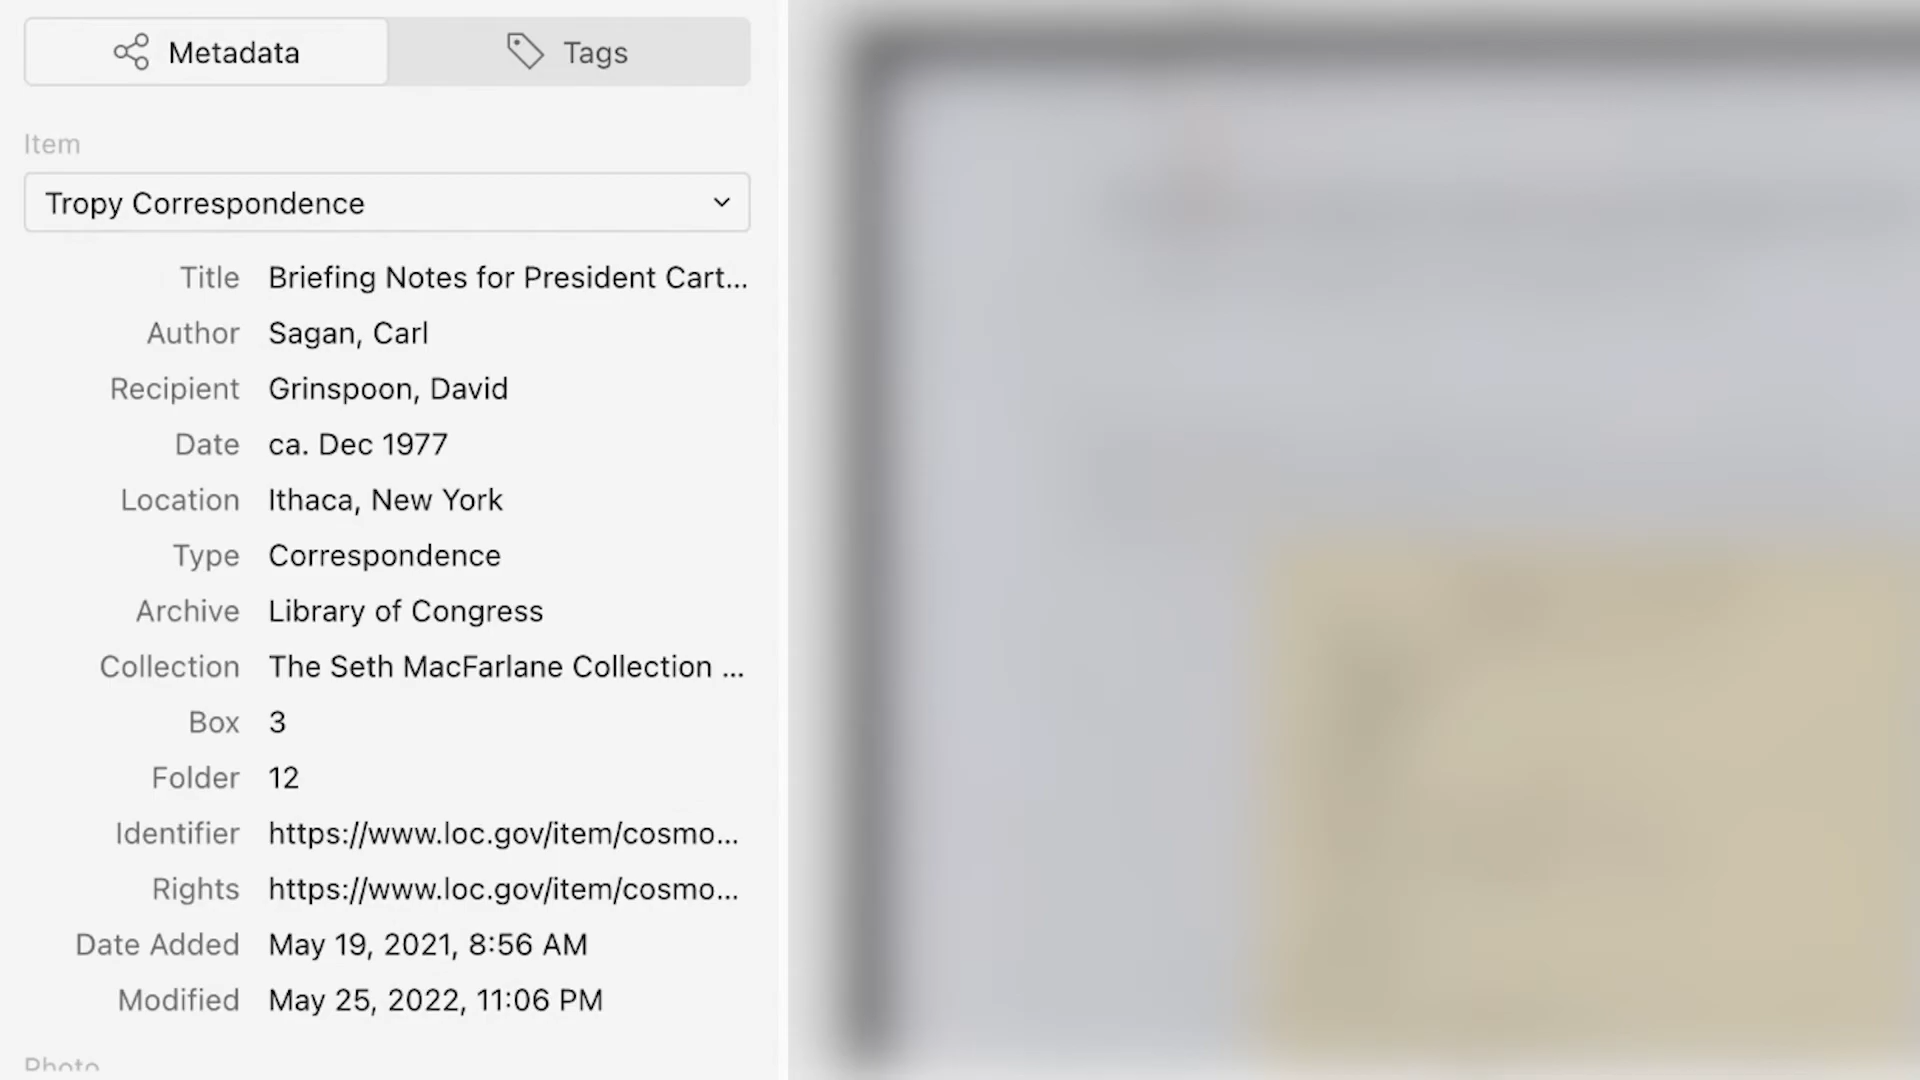 Metadata
Tags
Item
Tropy Correspondence
Title Briefing Notes for President Cart...
Author Sagan, Carl
Recipient Grinspoon, David
Date ca. Dec 1977
Location Ithaca, New York
Type Correspondence
Archive Library of Congress
Collection The Seth MacFarlane Collection ...
Box 3
Folder 12
Identifier https://www.loc.gov/item/cosmo...
Rights https://www.loc.gov/item/cosmo...
Date Added May 19, 2021, 8:56 AM
Modified May 25, 2022, 11:06 PM
Photo